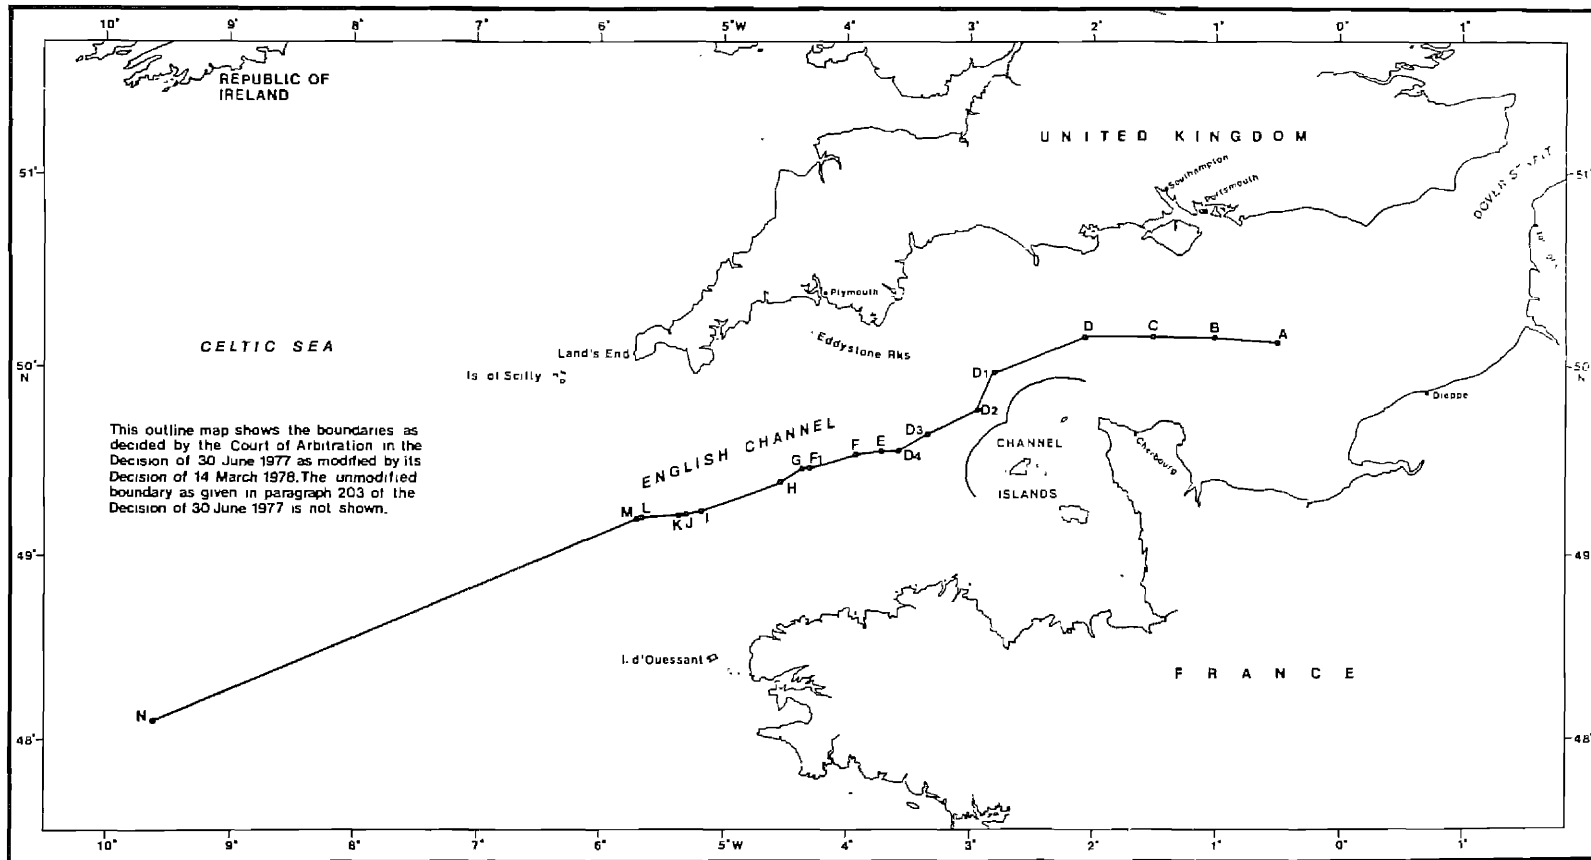 10° 9° 8° 7° 6° 5°W 4° 3° 2° 1° 0° 1°
REPUBLIC OF
IRELAND
UNITED KINGDOM
51°
51°
Southampton
Portsmouth
Plymouth
Eddystone Rks
CELTIC SEA
Land's End
Is of Scilly
50°
N
50°
N
D C B A
D1
D2
D3
D4
Dieppe
This outline map shows the boundaries as
decided by the Court of Arbitration in the
Decision of 30 June 1977 as modified by its
Decision of 14 March 1978. The unmodified
boundary as given in paragraph 203 of the
Decision of 30 June 1977 is not shown.
ENGLISH CHANNEL
CHANNEL
ISLANDS
Cherbourg
F E
G F1
H
M L
K J I
49°
49°
I. d'Ouessant
FRANCE
N
48°
48°
10° 9° 8° 7° 6° 5°W 4° 3° 2° 1° 0° 1°